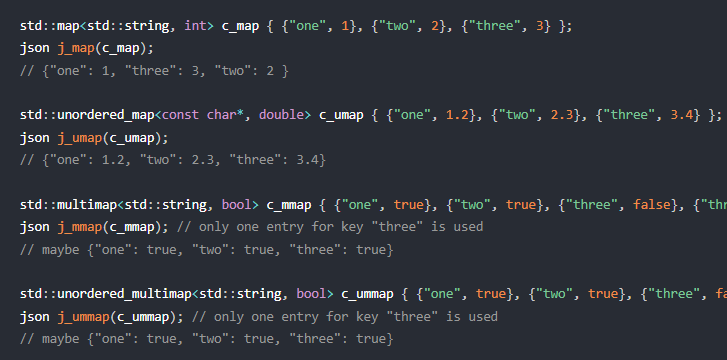 std::map<std::string, int> c_map { {"one", 1}, {"two", 2}, {"three", 3} };
json j_map(c_map);
// {"one": 1, "three": 3, "two": 2 }
std::unordered_map<const char*, double> c_umap { {"one", 1.2}, {"two", 2.3}, {"three", 3.4} };
json j_umap(c_umap);
// {"one": 1.2, "two": 2.3, "three": 3.4}
std::multimap<std::string, bool> c_mmap { {"one", true}, {"two", true}, {"three", false}, {"thr
json j_mmap(c_mmap); // only one entry for key "three" is used
// maybe {"one": true, "two": true, "three": true}
std::unordered_multimap<std::string, bool> c_ummap { {"one", true}, {"two", true}, {"three", fa
json j_ummap(c_ummap); // only one entry for key "three" is used
// maybe {"one": true, "two": true, "three": true}